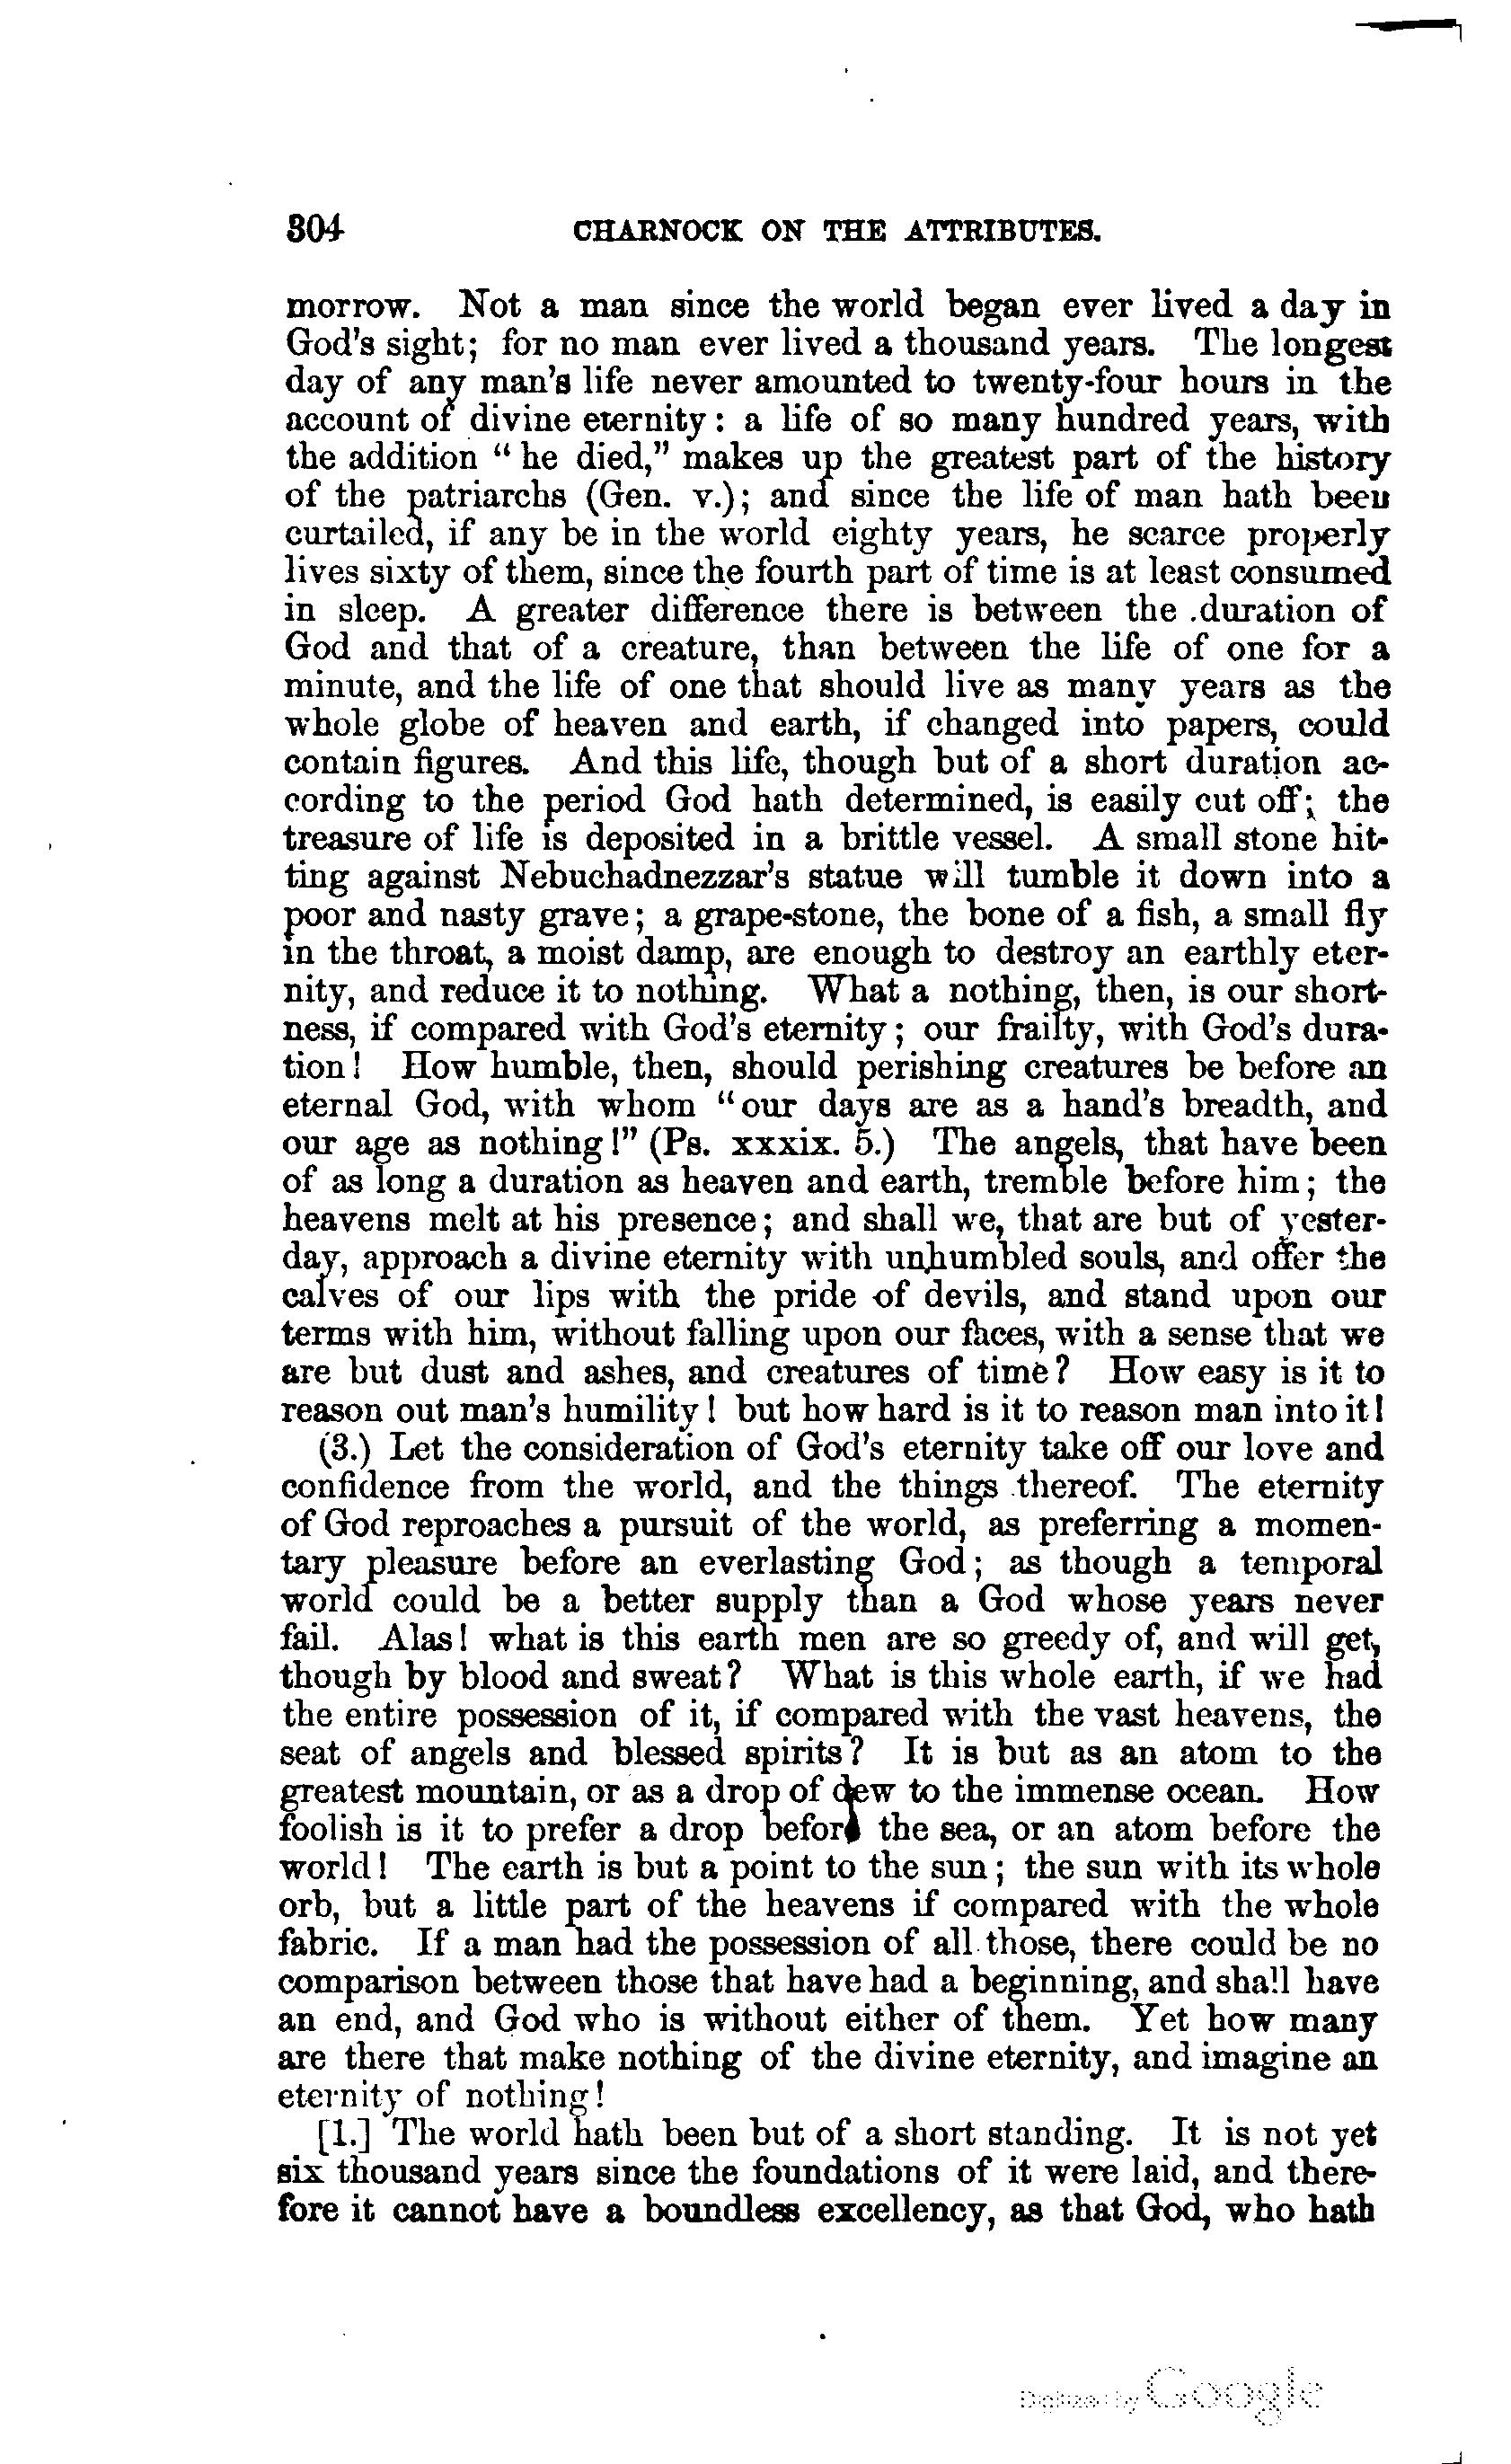 304 CHARNOCK ON THE ATTRIBUTES.
morrow. Not a man since the world began ever lived a day in
God's sight; for no man ever lived a thousand years. The longest
day of any man's life never amounted to twenty-four hours in the
account of divine eternity: a life of so many hundred years, with
the addition "he died," makes up the greatest part of the history
of the patriarchs (Gen. v.); and since the life of man hath been
curtailed, if any be in the world eighty years, he scarce properly
lives sixty of them, since the fourth part of time is at least consumed
in sleep. A greater difference there is between the duration of
God and that of a creature, than between the life of one for a
minute, and the life of one that should live as many years as the
whole globe of heaven and earth, if changed into papers, could
contain figures. And this life, though but of a short duration ac-
cording to the period God hath determined, is easily cut off; the
treasure of life is deposited in a brittle vessel. A small stone hit-
ting against Nebuchadnezzar's statue will tumble it down into a
poor and nasty grave; a grape-stone, the bone of a fish, a small fly
in the throat, a moist damp, are enough to destroy an earthly eter-
nity, and reduce it to nothing. What a nothing, then, is our short-
ness, if compared with God's eternity; our frailty, with God's dura-
tion! How humble, then, should perishing creatures be before an
eternal God, with whom "our days are as a hand's breadth, and
our age as nothing!" (Ps. xxxix. 5.) The angels, that have been
of as long a duration as heaven and earth, tremble before him; the
heavens melt at his presence; and shall we, that are but of yester-
day, approach a divine eternity with unhumbled souls, and offer the
calves of our lips with the pride of devils, and stand upon our
terms with him, without falling upon our faces, with a sense that we
are but dust and ashes, and creatures of time? How easy is it to
reason out man's humility! but how hard is it to reason man into it!
(3.) Let the consideration of God's eternity take off our love and
confidence from the world, and the things thereof. The eternity
of God reproaches a pursuit of the world, as preferring a momen-
tary pleasure before an everlasting God; as though a temporal
world could be a better supply than a God whose years never
fail. Alas! what is this earth men are so greedy of, and will get,
though by blood and sweat? What is this whole earth, if we had
the entire possession of it, if compared with the vast heavens, the
seat of angels and blessed spirits? It is but as an atom to the
greatest mountain, or as a drop of dew to the immense ocean. How
foolish is it to prefer a drop before the sea, or an atom before the
world! The earth is but a point to the sun; the sun with its whole
orb, but a little part of the heavens if compared with the whole
fabric. If a man had the possession of all those, there could be no
comparison between those that have had a beginning, and shall have
an end, and God who is without either of them. Yet how many
are there that make nothing of the divine eternity, and imagine an
eternity of nothing!
[1.] The world hath been but of a short standing. It is not yet
six thousand years since the foundations of it were laid, and there-
fore it cannot have a boundless excellency, as that God, who hath
Digitized by Google